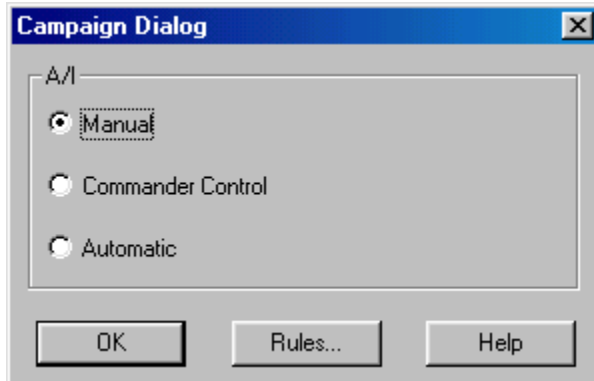 Campaign Dialog
A/I
Manual
Commander Control
Automatic
OK Rules... Help